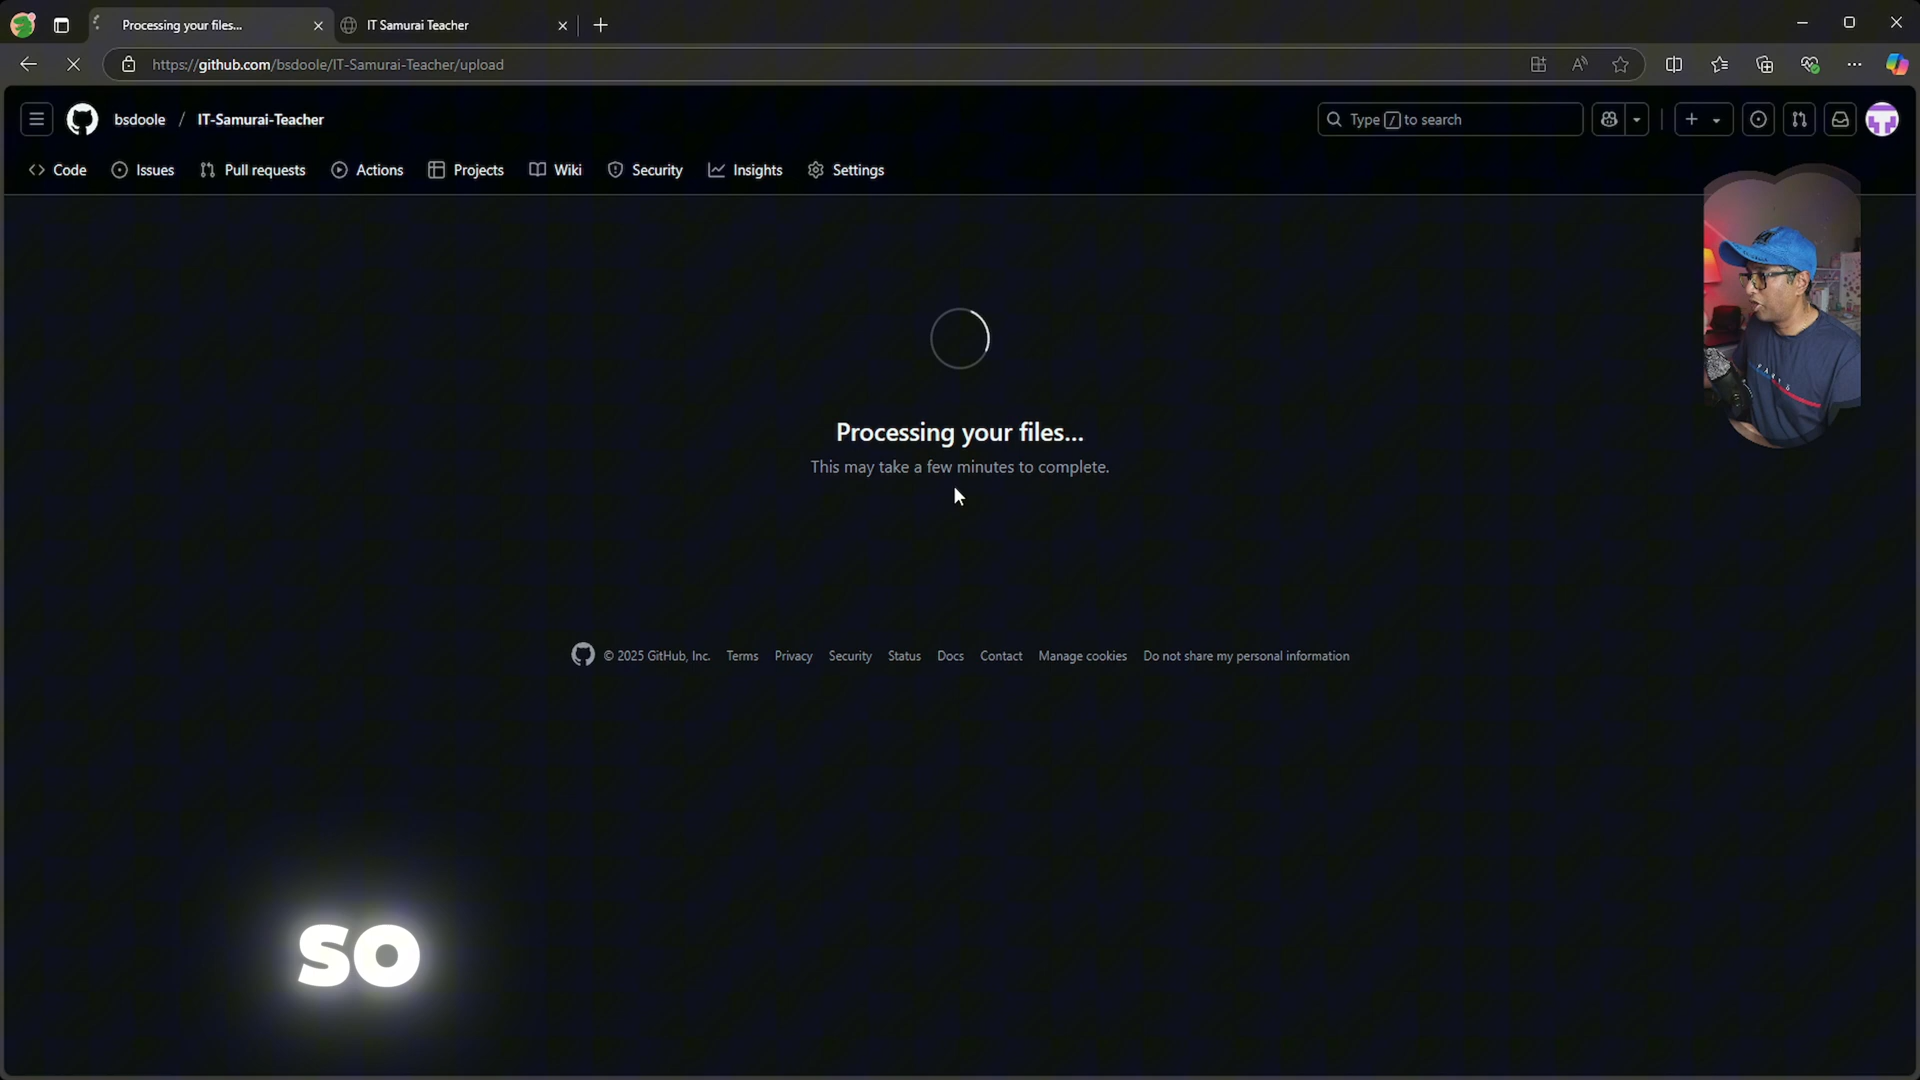 Processing your files...
IT Samurai Teacher
https://github.com/bsdoole/IT-Samurai-Teacher/upload
bsdoole / IT-Samurai-Teacher
Type / to search
Code Issues Pull requests Actions Projects Wiki Security Insights Settings
Processing your files...
This may take a few minutes to complete.
© 2025 GitHub, Inc. Terms Privacy Security Status Docs Contact Manage cookies Do not share my personal information
SO